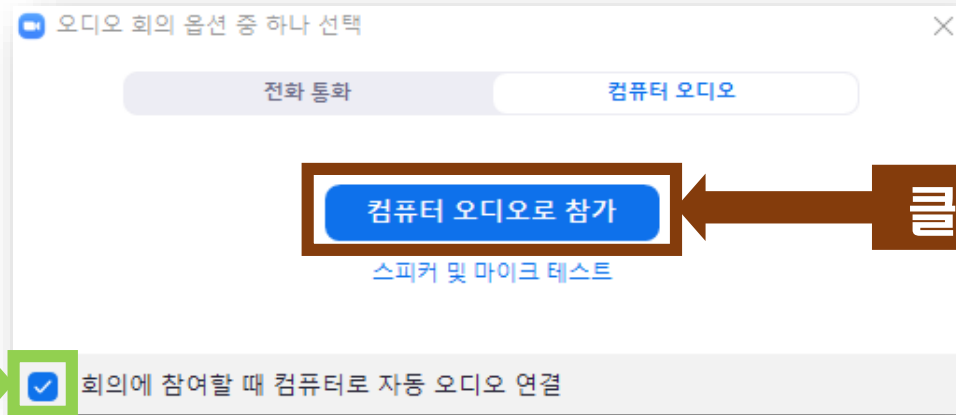 오디오 회의 옵션 중 하나 선택
전화 통화
컴퓨터 오디오
컴퓨터 오디오로 참가
스피커 및 마이크 테스트
회의에 참여할 때 컴퓨터로 자동 오디오 연결